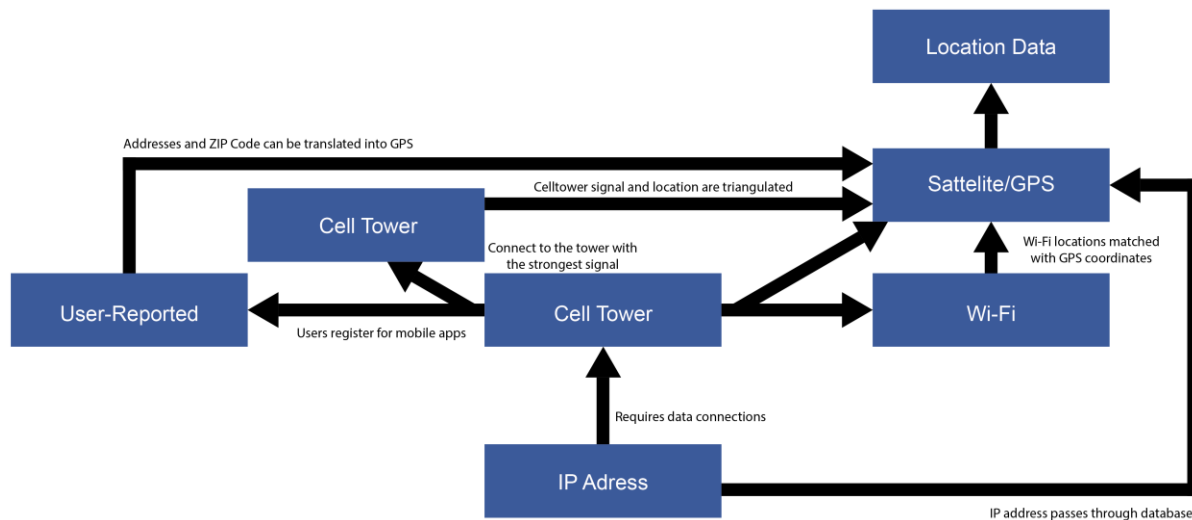 Location Data
Addresses and ZIP Code can be translated into GPS
Celltower signal and location are triangulated
Sattelite/GPS
Cell Tower
Connect to the tower with
the strongest signal
Wi-Fi locations matched
with GPS coordinates
User-Reported
Cell Tower
Wi-Fi
Users register for mobile apps
Requires data connections
IP Adress
IP address passes through database